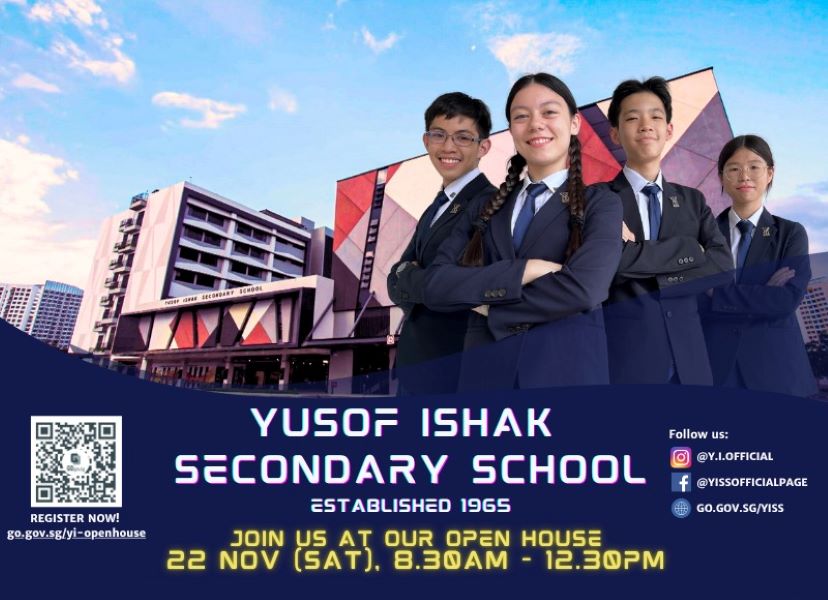 YUSOF ISHAK SECONDARY SCHOOL
YUSOF ISHAK
SECONDARY SCHOOL
ESTABLISHED 1965
JOIN US AT OUR OPEN HOUSE
22 NOV (SAT), 8.30AM - 12.30PM
REGISTER NOW!
go.gov.sg/yi-openhouse
Follow us:
@Y.I.OFFICIAL
@YISSOFFICIALPAGE
GO.GOV.SG/YISS